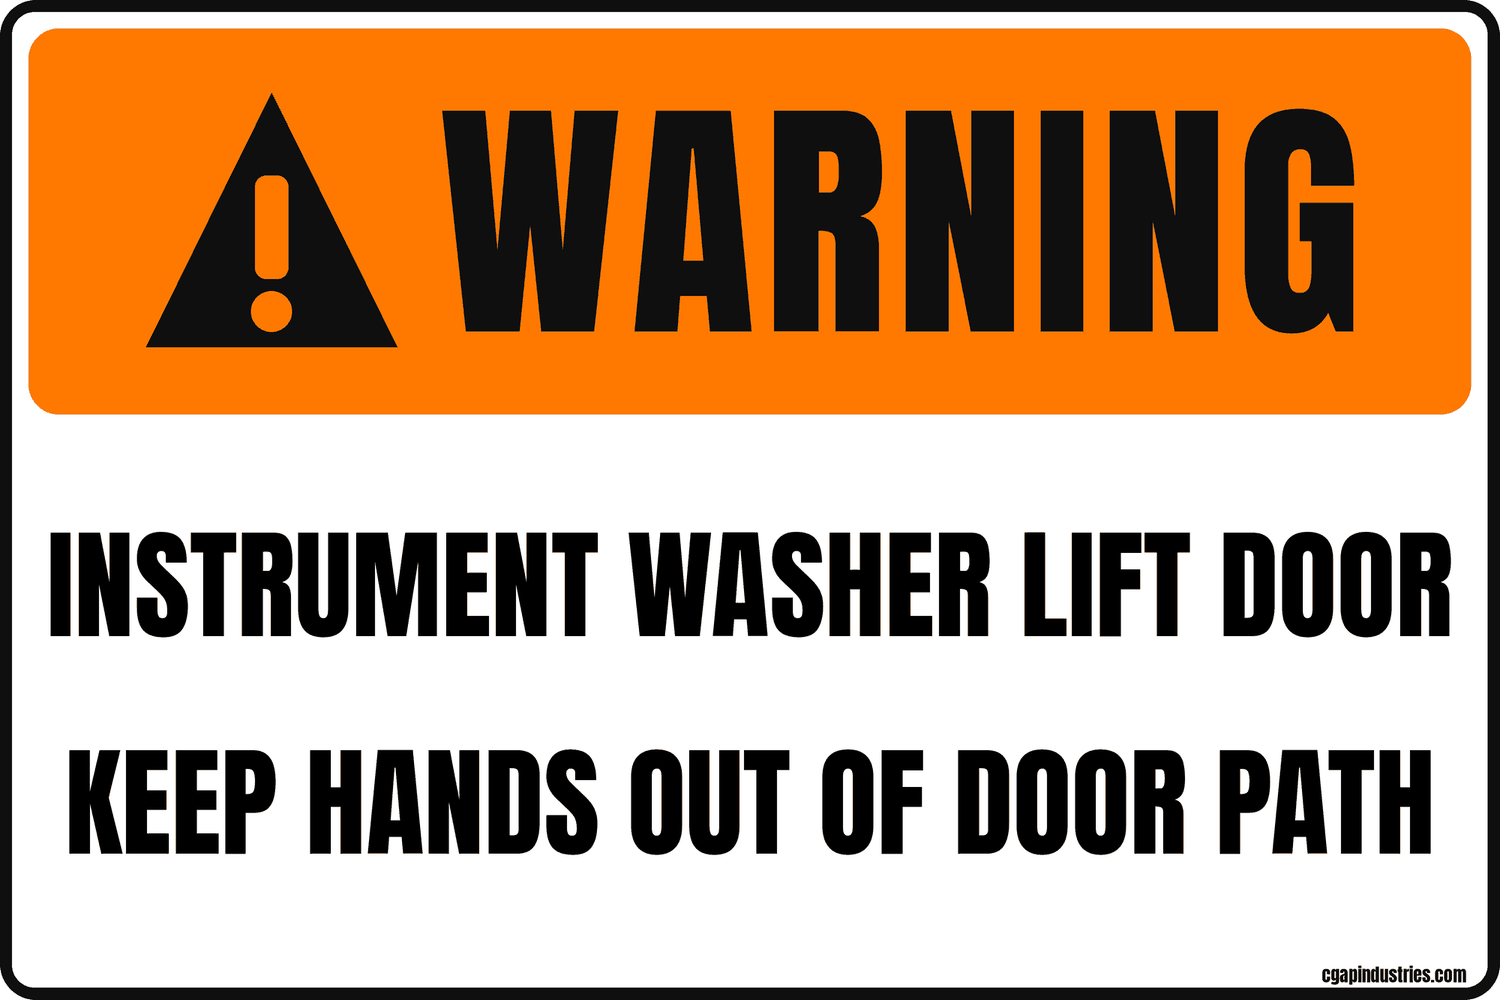 WARNING
INSTRUMENT WASHER LIFT DOOR
KEEP HANDS OUT OF DOOR PATH
cgapindustries.com